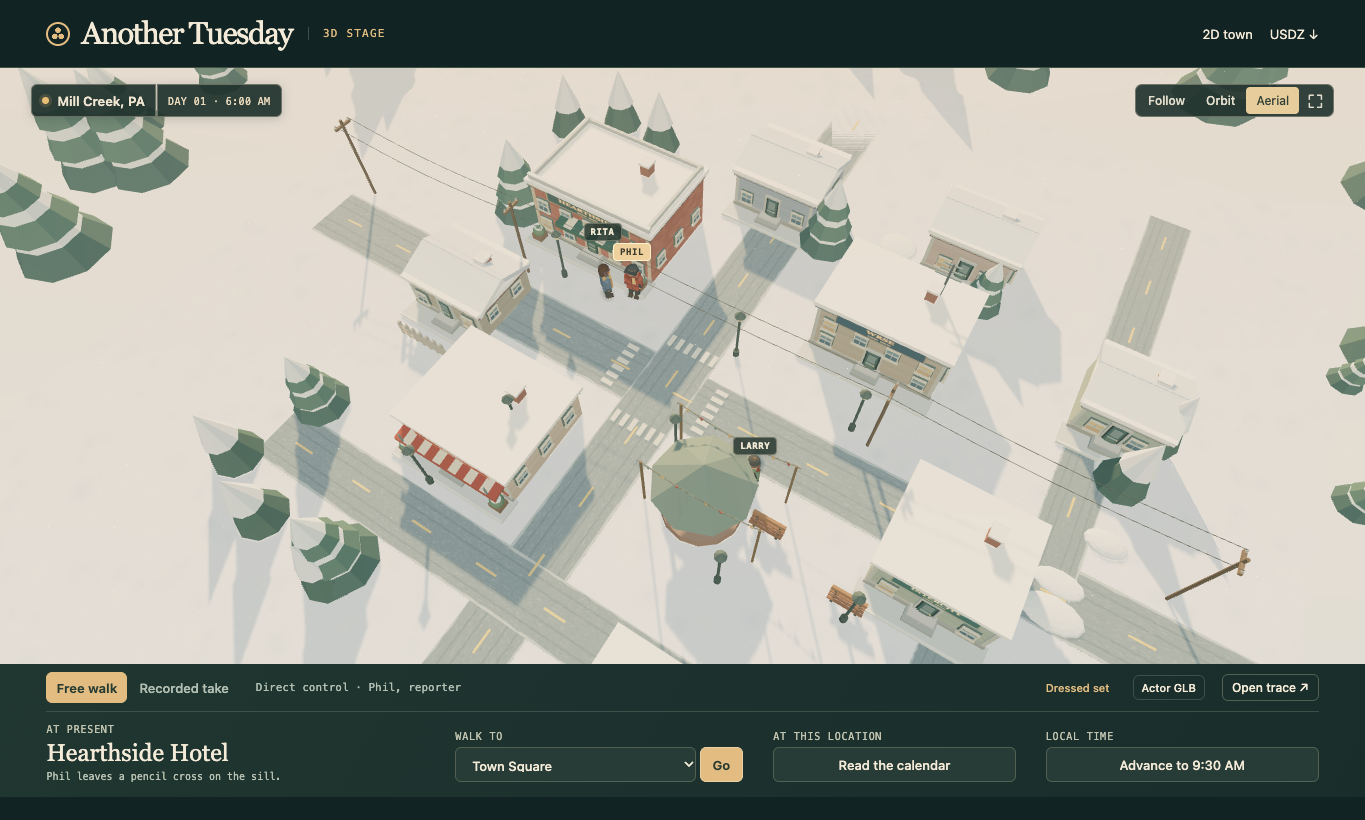 Another Tuesday
3D STAGE
2D town
USDZ ↓
Mill Creek, PA
DAY 01 · 6:00 AM
Follow
Orbit
Aerial
RITA
PHIL
LARRY
Free walk
Recorded take
Direct control · Phil, reporter
Dressed set
Actor GLB
Open trace ↗
AT PRESENT
Hearthside Hotel
Phil leaves a pencil cross on the sill.
WALK TO
Town Square
Go
AT THIS LOCATION
Read the calendar
LOCAL TIME
Advance to 9:30 AM